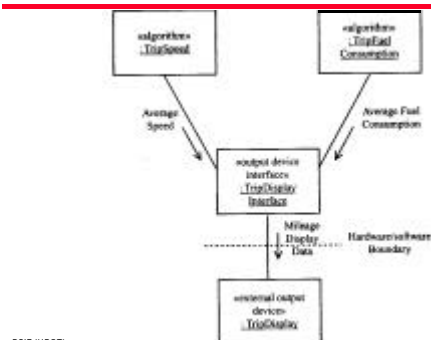 «algorithm»
: TripSpeed
«algorithm»
: TripFuel
Consumption
Average
Speed
Average Fuel
Consumption
«output device
interface»
: TripDisplay
Interface
Mileage
Display
Data
Hardware/software
Boundary
«external output
device»
: TripDisplay